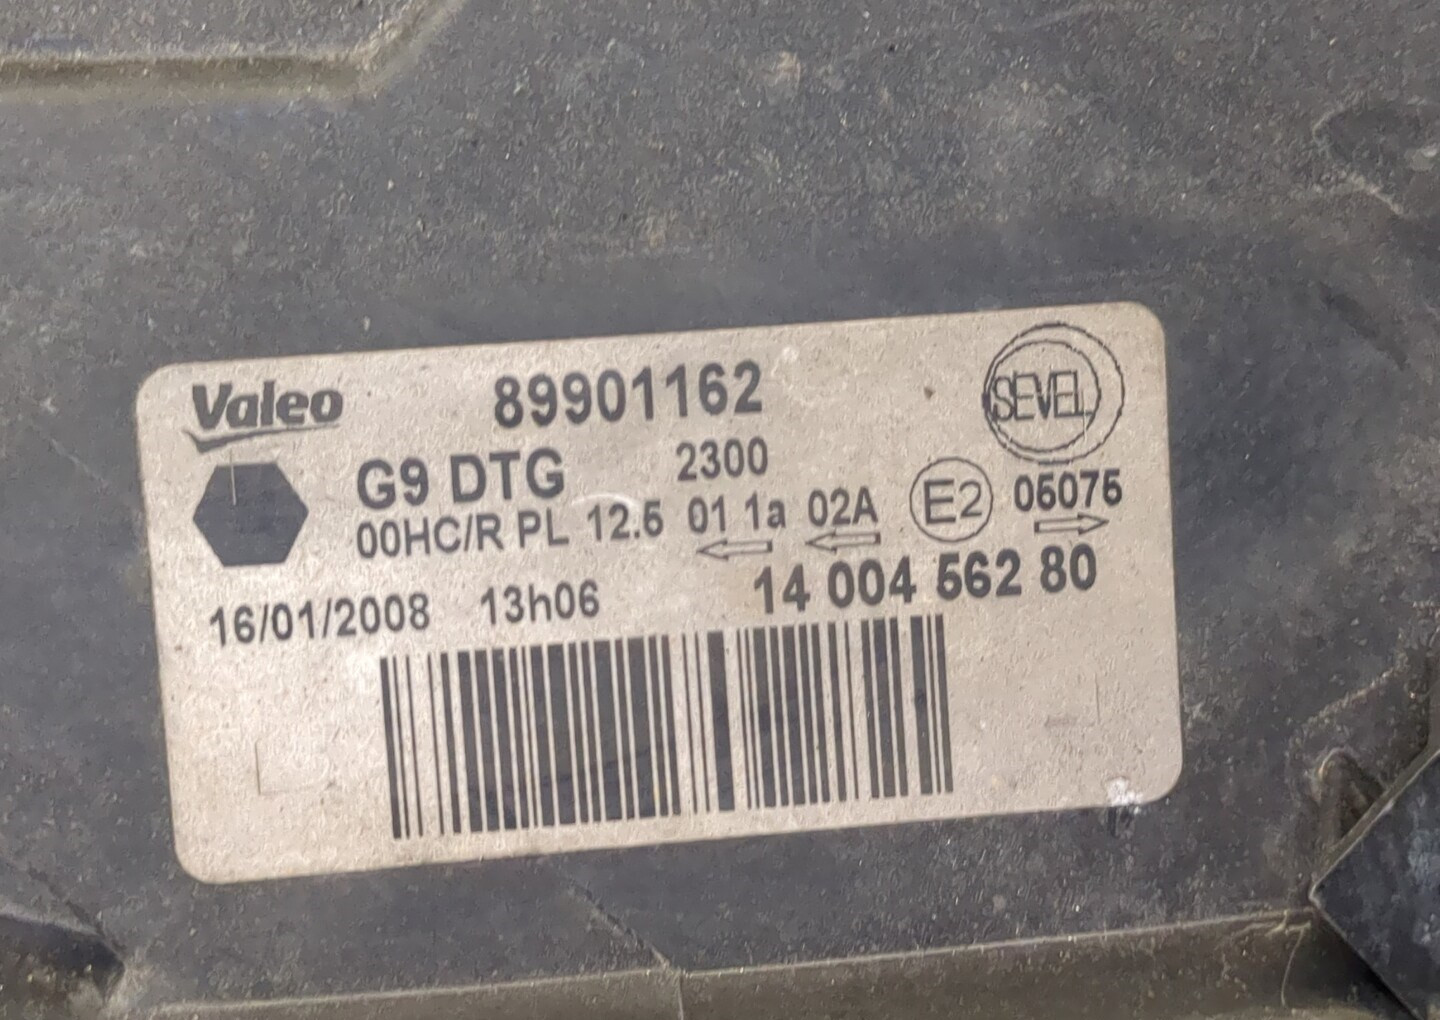 Valeo 89901162 SEVEL
G9 DTG 2300
00HC/R PL 12.5 01 1a 02A E2 05075
16/01/2008 13h06 14 004 562 80